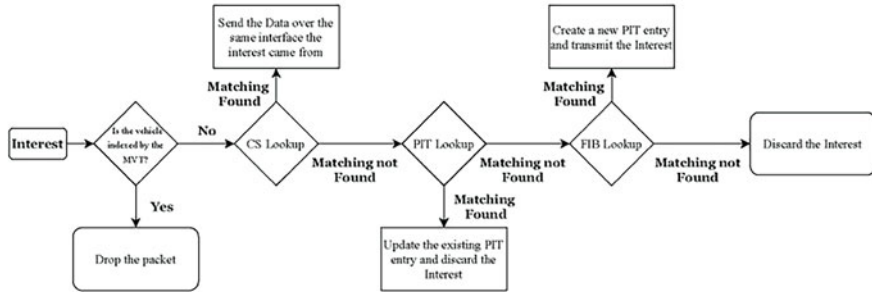 Send the Data over the
same interface the
interest came from
Create a new PIT entry
and transmit the Interest
Matching
Found
Matching
Found
Interest
Is the vehicle
indexed by the
MVT?
No
CS Lookup
Matching not
Found
PIT Lookup
Matching not
Found
FIB Lookup
Matching not
Found
Discard the Interest
Yes
Matching
Found
Drop the packet
Update the existing PIT
entry and discard the
Interest